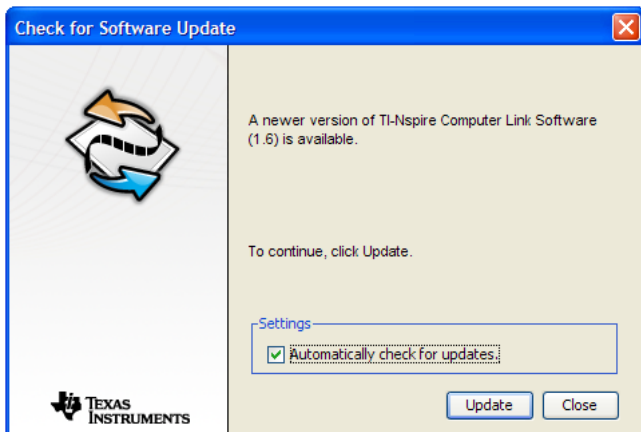 Check for Software Update
A newer version of TI-Nspire Computer Link Software
(1.6) is available.
To continue, click Update.
Settings
Automatically check for updates.
TEXAS
INSTRUMENTS
Update
Close